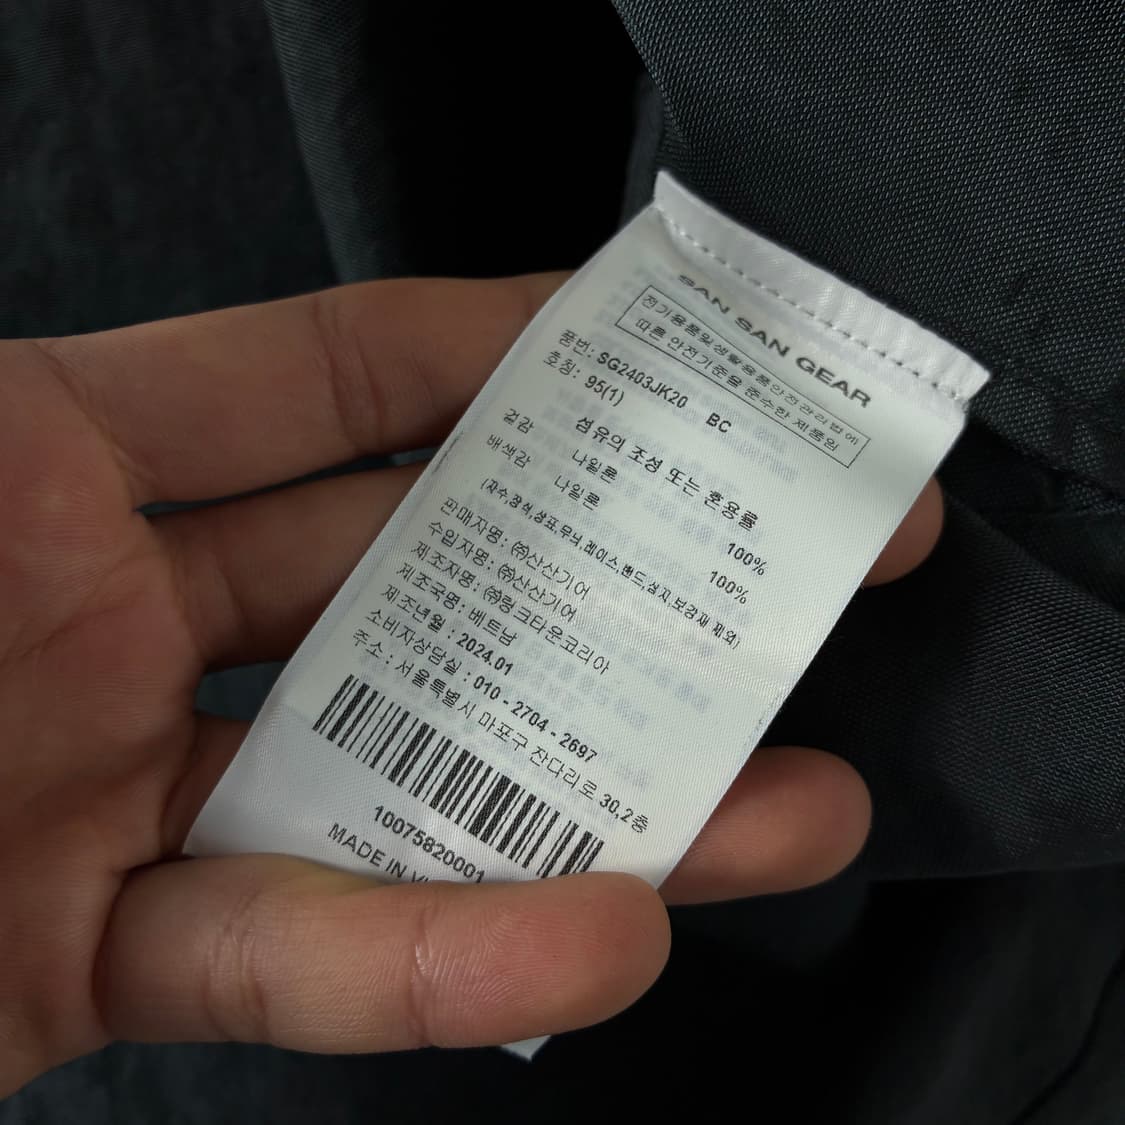 SAN SAN GEAR
전기용품및생활용품안전관리법에
따른 안전기준을 준수한 제품임
품번: SG2403JK20 BC
호칭: 95(1)
섬유의 조성 또는 혼용률
겉감 나일론 100%
배색감 나일론 100%
(자수,장식,상표,무늬,레이스,밴드,심지,보강재 제외)
판매자명: ㈜산산기어
수입자명: ㈜산산기어
제조자명: ㈜렁크타운코리아
제조국명: 베트남
제조년월 : 2024.01
소비자상담실 : 010 - 2704 - 2697
주소 : 서울특별시 마포구 잔다리로 30,2층
10075820001
MADE IN